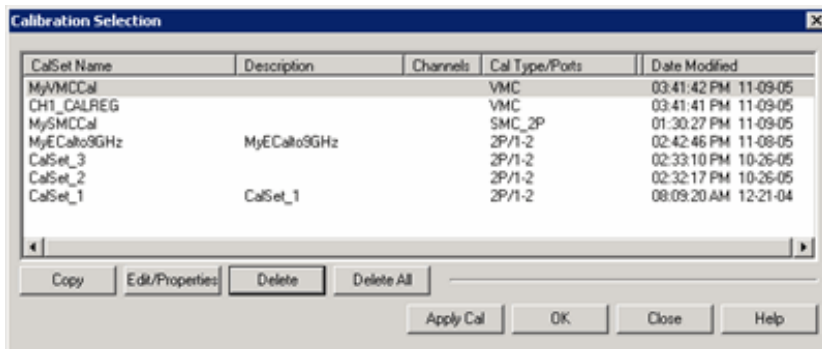 Calibration Selection
CalSet Name Description Channels Cal Type/Ports Date Modified
MyVMCCal VMC 03:41:42 PM 11-09-05
CH1_CALREG VMC 03:41:41 PM 11-09-05
MySMCCal SMC_2P 01:30:27 PM 11-09-05
MyECalto9GHz MyECalto9GHz 2P/1-2 02:42:46 PM 11-08-05
CalSet_3 2P/1-2 02:33:10 PM 10-26-05
CalSet_2 2P/1-2 02:32:17 PM 10-26-05
CalSet_1 CalSet_1 2P/1-2 08:09:20 AM 12-21-04
Copy Edit/Properties Delete Delete All
Apply Cal OK Close Help